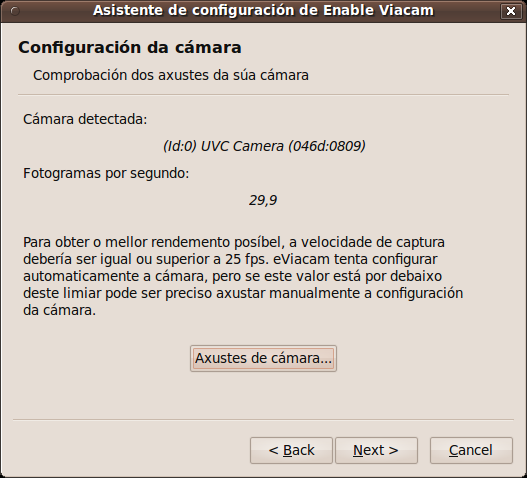 Asistente de configuración de Enable Viacam
Configuración da cámara
Comprobación dos axustes da súa cámara
Cámara detectada:
(Id:0) UVC Camera (046d:0809)
Fotogramas por segundo:
29,9
Para obter o mellor rendemento posíbel, a velocidade de captura
debería ser igual ou superior a 25 fps. eViacam tenta configurar
automaticamente a cámara, pero se este valor está por debaixo
deste limiar pode ser preciso axustar manualmente a configuración
da cámara.
Axustes de cámara...
< Back
Next >
Cancel